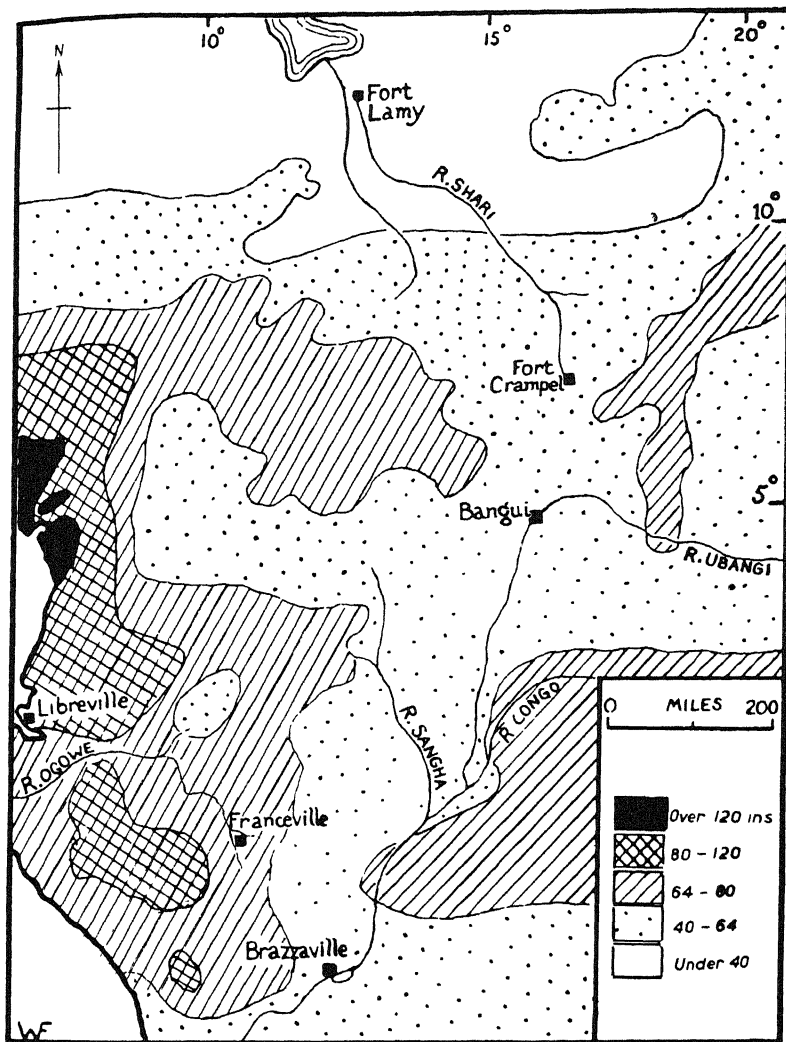 10° 15° 20°
N
Fort
Lamy
R. SHARI
10°
Fort
Crampel
5°
Bangui
R. UBANGI
Libreville
R. OGOWE
R. SANGHA
R. LONGO
Franceville
Brazzaville
WF
0 MILES 200
Over 120 ins
80 - 120
64 - 80
40 - 64
Under 40